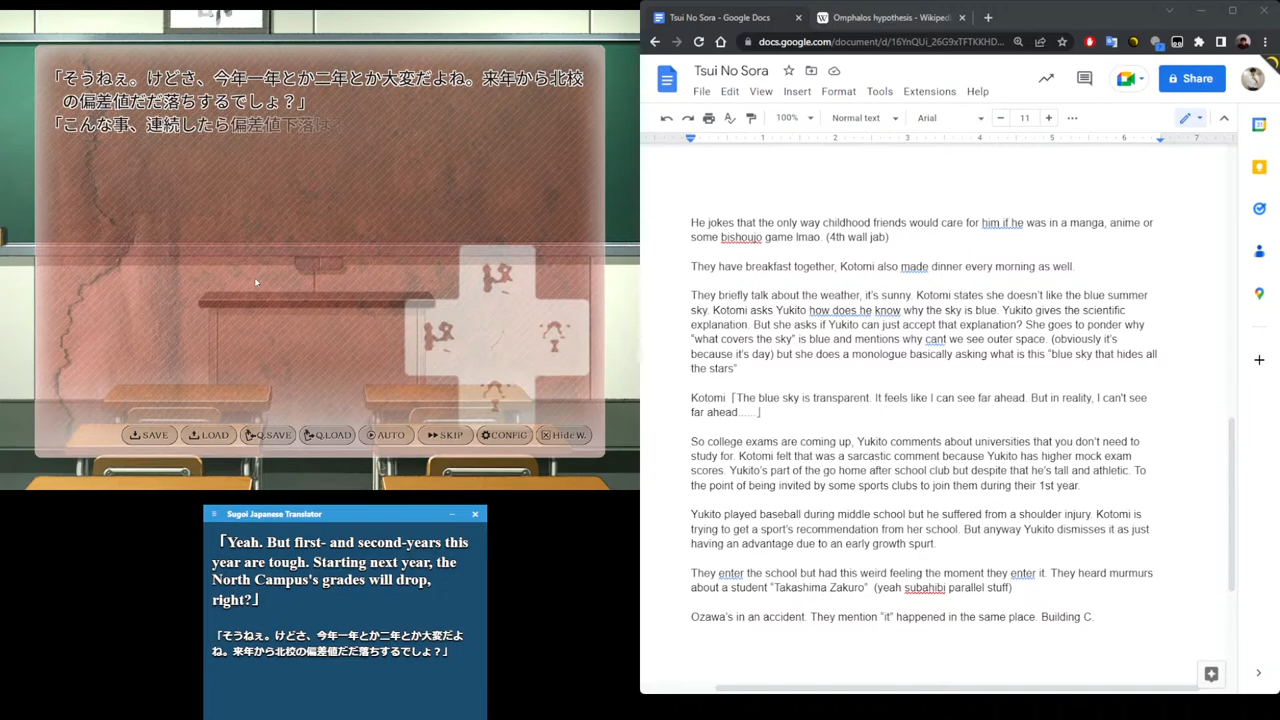 「そうねぇ。けどさ、今年一年とか二年とか大変だよね。来年から北校
の偏差値だだ落ちするでしょ？」
「こんな事、連続したら偏差値下落は
SAVE LOAD Q.SAVE Q.LOAD AUTO SKIP CONFIG Hide W.
Sugoi Japanese Translator
「Yeah. But first- and second-years this
year are tough. Starting next year, the
North Campus's grades will drop,
right?」
「そうねぇ。けどさ、今年一年とか二年とか大変だよ
ね。来年から北校の偏差値だだ落ちするでしょ？」
Tsui No Sora - Google Docs
Omphalos hypothesis - Wikiped
docs.google.com/document/d/16YnQUi_26G9xTFTKKHD...
Tsui No Sora
Share
File Edit View Insert Format Tools Extensions Help
100% Normal text Arial 11
1 2 3 4 5 6 7
He jokes that the only way childhood friends would care for him if he was in a manga, anime or
some bishoujo game lmao. (4th wall jab)
They have breakfast together, Kotomi also made dinner every morning as well.
They briefly talk about the weather, it's sunny. Kotomi states she doesn't like the blue summer
sky. Kotomi asks Yukito how does he know why the sky is blue. Yukito gives the scientific
explanation. But she asks if Yukito can just accept that explanation? She goes to ponder why
"what covers the sky" is blue and mentions why cant we see outer space. (obviously it's
because it's day) but she does a monologue basically asking what is this "blue sky that hides all
the stars"
Kotomi「The blue sky is transparent. It feels like I can see far ahead. But in reality, I can't see
far ahead......」
So college exams are coming up, Yukito comments about universities that you don't need to
study for. Kotomi felt that was a sarcastic comment because Yukito has higher mock exam
scores. Yukito's part of the go home after school club but despite that he's tall and athletic. To
the point of being invited by some sports clubs to join them during their 1st year.
Yukito played baseball during middle school but he suffered from a shoulder injury. Kotomi is
trying to get a sport's recommendation from her school. But anyway Yukito dismisses it as just
having an advantage due to an early growth spurt.
They enter the school but had this weird feeling the moment they enter it. They heard murmurs
about a student "Takashima Zakuro" (yeah subahibi parallel stuff)
Ozawa's in an accident. They mention "it" happened in the same place. Building C.